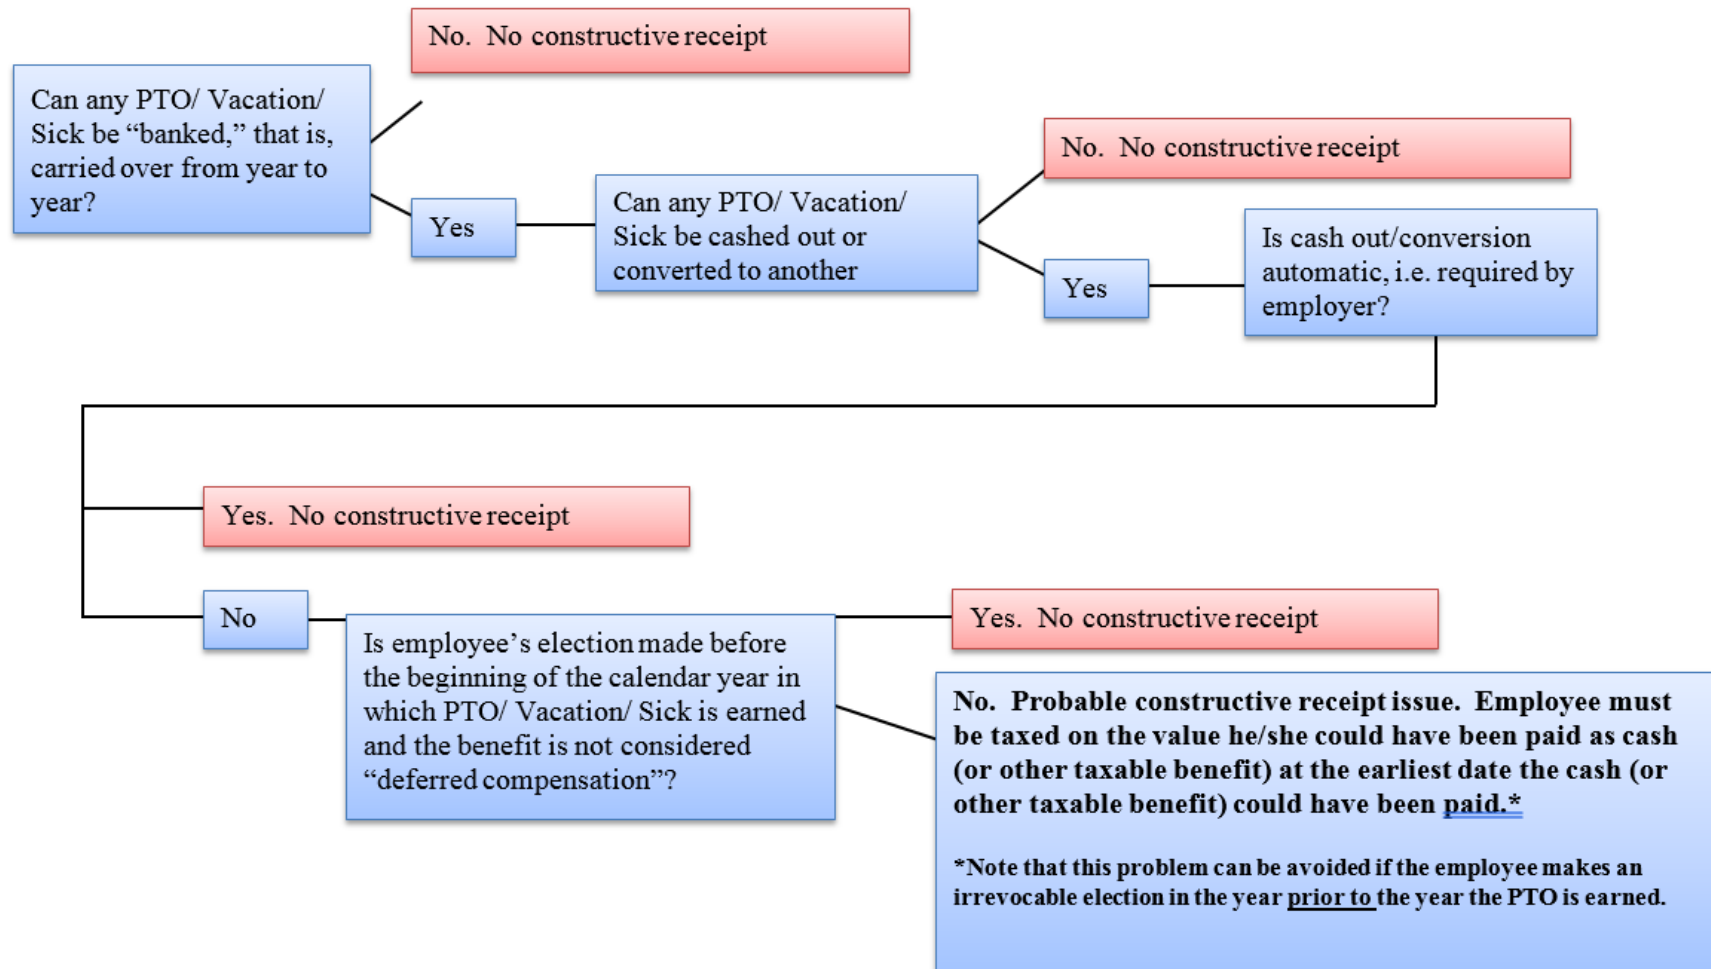 No. No constructive receipt
Can any PTO/ Vacation/
Sick be “banked,” that is,
carried over from year to
year?
Yes
Can any PTO/ Vacation/
Sick be cashed out or
converted to another
No. No constructive receipt
Yes
Is cash out/conversion
automatic, i.e. required by
employer?
Yes. No constructive receipt
No
Is employee’s election made before
the beginning of the calendar year in
which PTO/ Vacation/ Sick is earned
and the benefit is not considered
“deferred compensation”?
Yes. No constructive receipt
No. Probable constructive receipt issue. Employee must
be taxed on the value he/she could have been paid as cash
(or other taxable benefit) at the earliest date the cash (or
other taxable benefit) could have been paid.*
*Note that this problem can be avoided if the employee makes an
irrevocable election in the year prior to the year the PTO is earned.